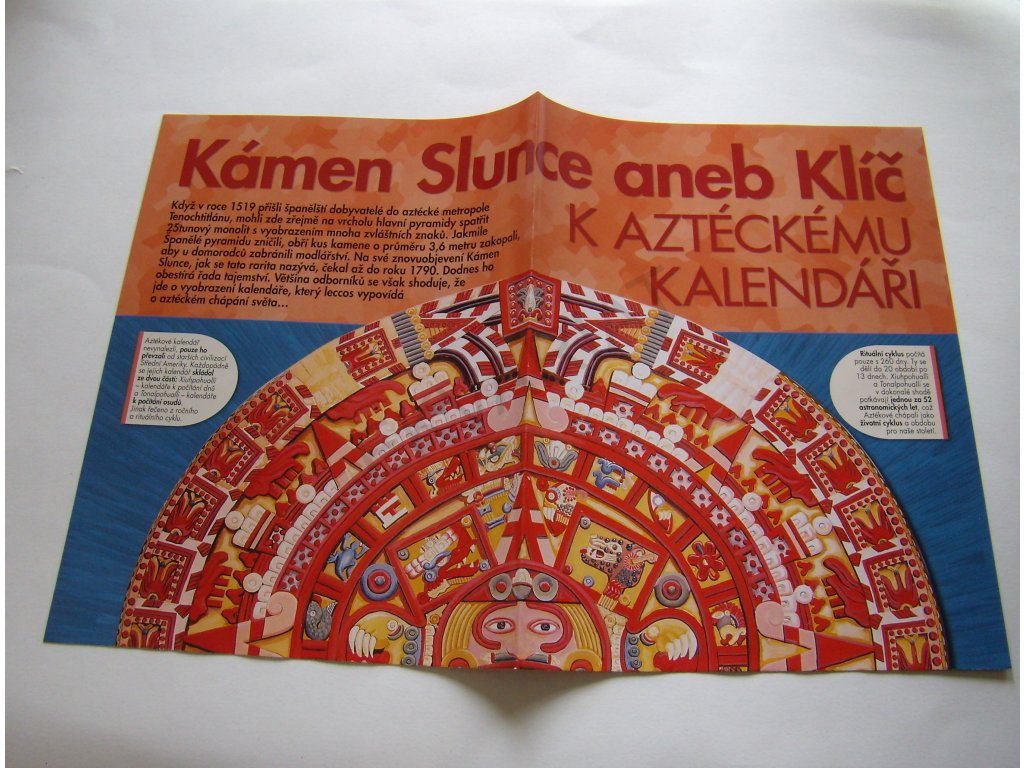 Kámen Slunce aneb Klíč
K AZTÉCKÉMU
KALENDÁŘI
Když v roce 1519 přišli španělští dobyvatelé do aztécké metropole
Tenochtitlánu, mohli zde zřejmě na vrcholu hlavní pyramidy spatřit
25tunový monolit s vyobrazením mnoha zvláštních znaků. Jakmile
Španělé pyramidu zničili, obří kus kamene o průměru 3,6 metru zakopali,
aby u domorodců zabránili modlářství. Na své znovuobjevení Kámen
Slunce, jak se tato rarita nazývá, čekal až do roku 1790. Dodnes ho
obestírá řada tajemství. Většina odborníků se však shoduje, že
jde o vyobrazení kalendáře, který leccos vypovídá
o aztéckém chápání světa...
Aztékové kalendář
nevynalezli, pouze ho
převzali od starších civilizací
Střední Ameriky. Každopádně
se jejich kalendář skládal
ze dvou částí: Xiuhpohualli
– kalendáře k počítání dnů
a Tonalpohualli – kalendáře
k počítání osudů.
Jinak řečeno z ročního
a rituálního cyklu.
Rituální cyklus počítá
pouze s 260 dny. Ty se
dělí do 20 období po
13 dnech. Xiuhpohualli
a Tonalpohualli se
v dokonalé shodě
potkávají jednou za 52
astronomických let, což
Aztékové chápali jako
životní cyklus a obdobu
pro naše století.